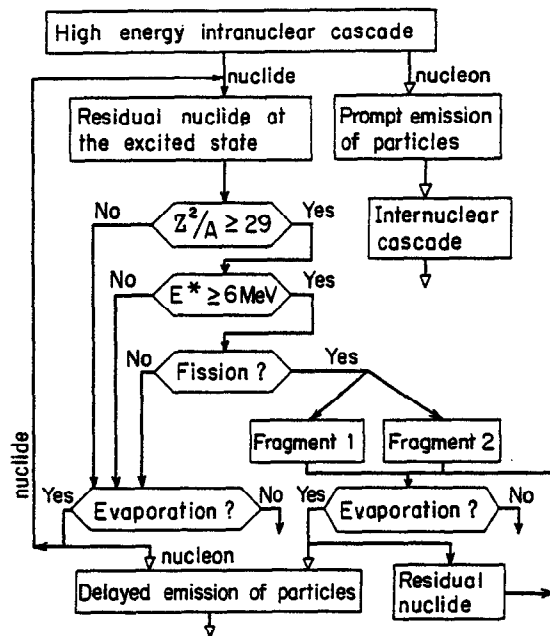 High energy intranuclear cascade
nuclide
nucleon
Residual nuclide at
the excited state
Prompt emission
of particles
No
Z²/A ≥ 29
Yes
Internuclear
cascade
No
E* ≥ 6 MeV
Yes
No
Fission ?
Yes
Fragment 1
Fragment 2
nuclide
Yes
Evaporation ?
No
Yes
Evaporation ?
No
nucleon
Delayed emission of particles
Residual
nuclide